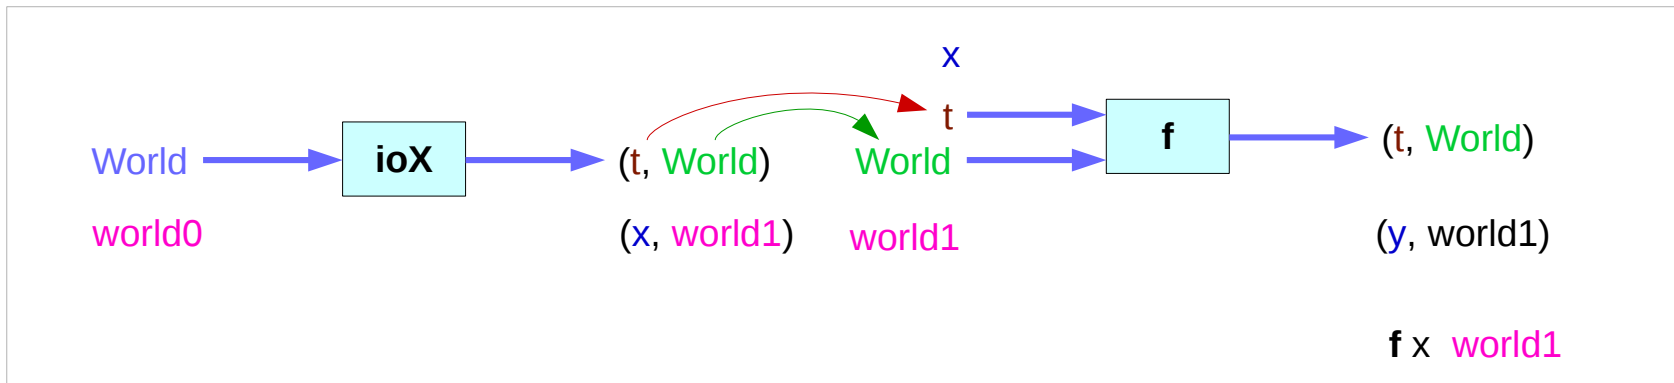 x
t
f
World
ioX
(t, World)
World
(t, World)
world0
(x, world1)
world1
(y, world1)
f x world1